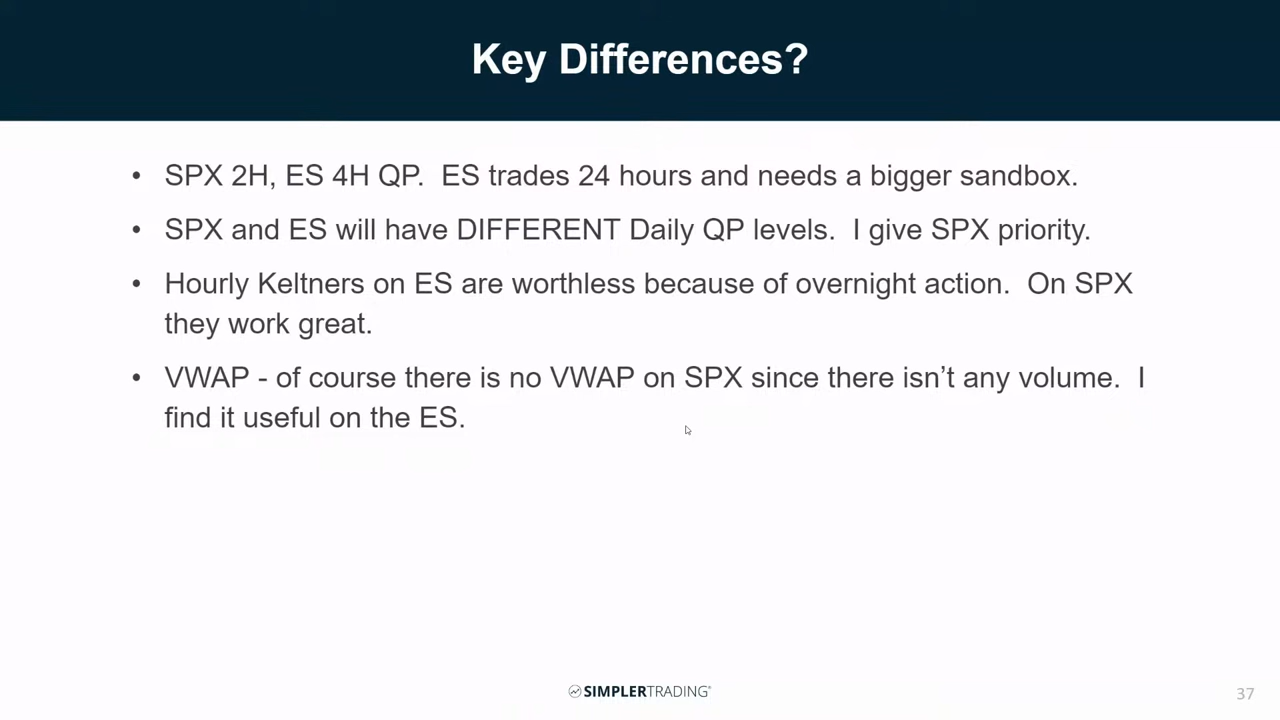 Key Differences?
• SPX 2H, ES 4H QP.  ES trades 24 hours and needs a bigger sandbox.
• SPX and ES will have DIFFERENT Daily QP levels.  I give SPX priority.
• Hourly Keltners on ES are worthless because of overnight action.  On SPX
they work great.
• VWAP - of course there is no VWAP on SPX since there isn’t any volume.  I
find it useful on the ES.
SIMPLERTRADING®
37